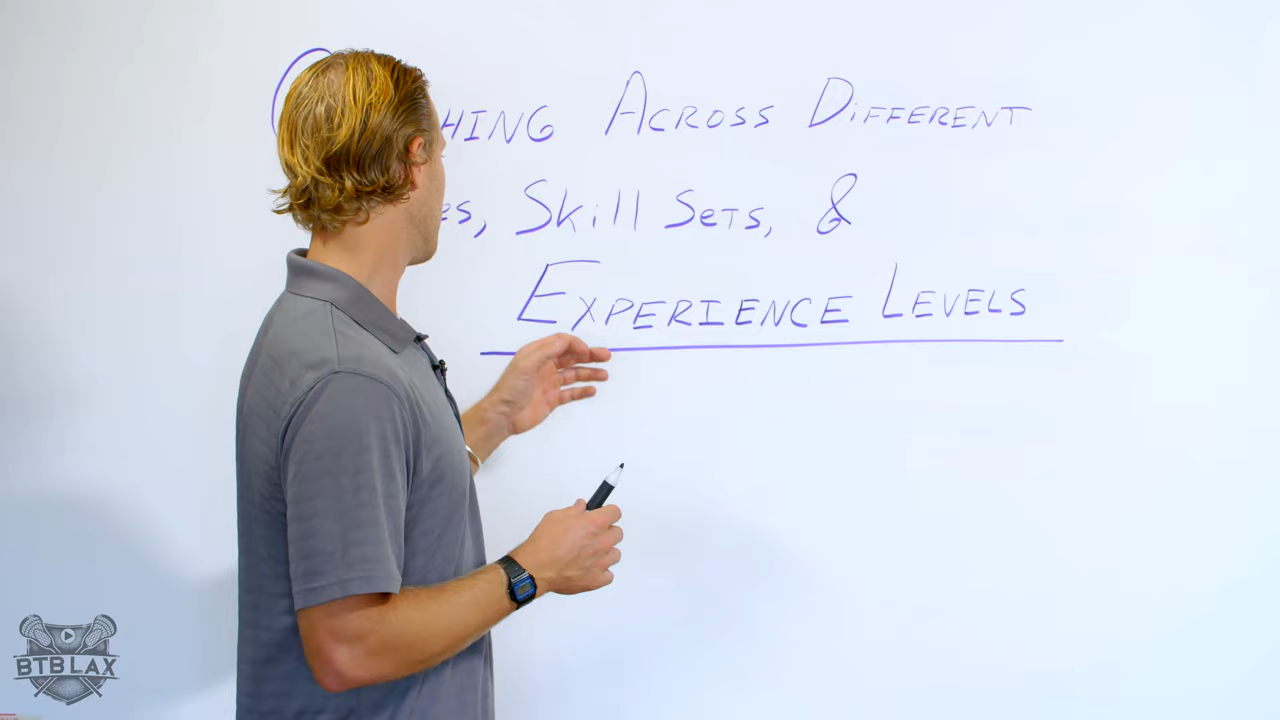 HING ACROSS DIFFERENT
es, Skill Sets, &
EXPERIENCE LEVELS
BTB LAX